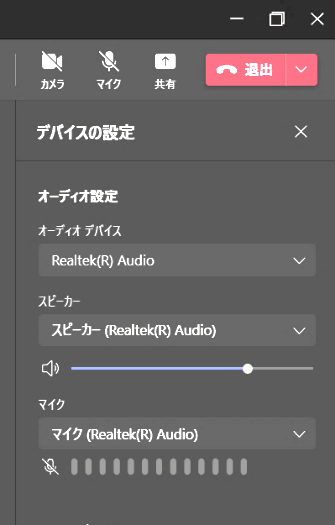 カメラ マイク 共有 退出
デバイスの設定
オーディオ設定
オーディオ デバイス
Realtek(R) Audio
スピーカー
スピーカー (Realtek(R) Audio)
マイク
マイク (Realtek(R) Audio)